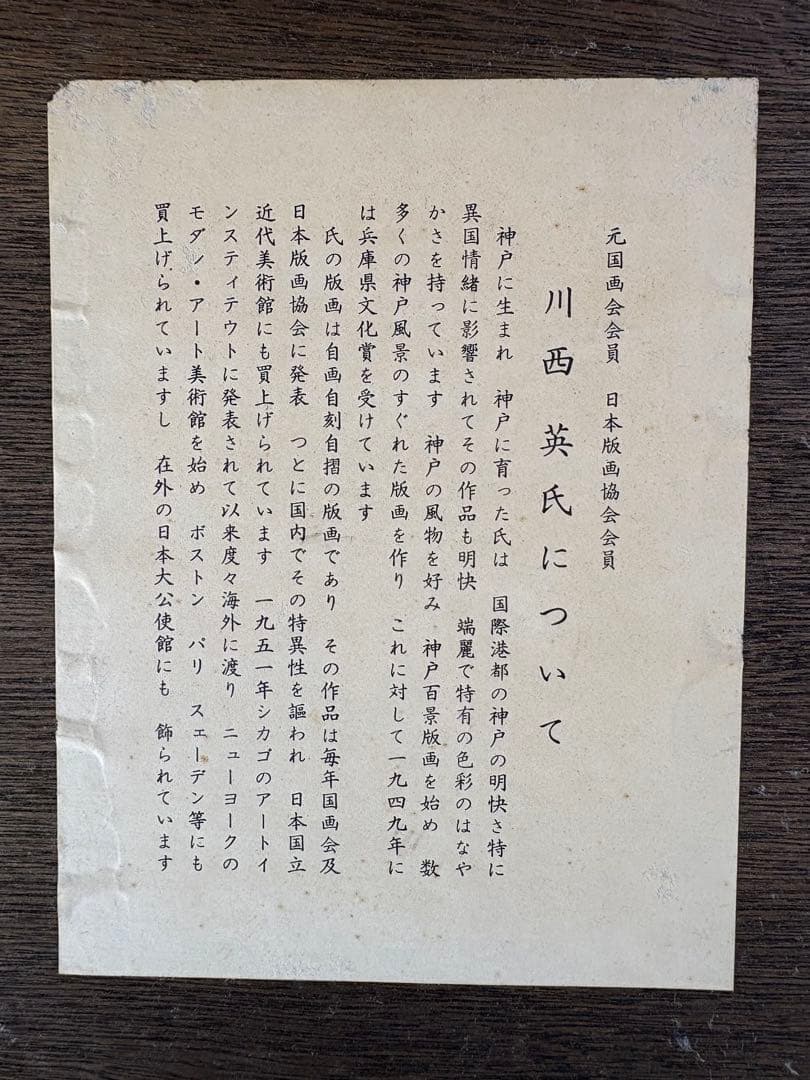 元国画会会員　日本版画協会会員
川西英氏について
神戸に生まれ　神戸に育った氏は　国際港都の神戸の明快さ特に
異国情緒に影響されてその作品も明快　端麗で特有の色彩のはなや
かさを持っています　神戸の風物を好み　神戸百景版画を始め　数
多くの神戸風景のすぐれた版画を作り　これに対して一九四九年に
は兵庫県文化賞を受けています
氏の版画は自画自刻自摺の版画であり　その作品は毎年国画会及
日本版画協会に発表　つとに国内でその特異性を謳われ　日本国立
近代美術館にも買上げられています　一九五一年シカゴのアートイ
ンスティテウトに発表されて以来度々海外に渡り　ニューヨークの
モダン・アート美術館を始め　ボストン　パリ　スェーデン等にも
買上げられていますし　在外の日本大公使館にも　飾られています